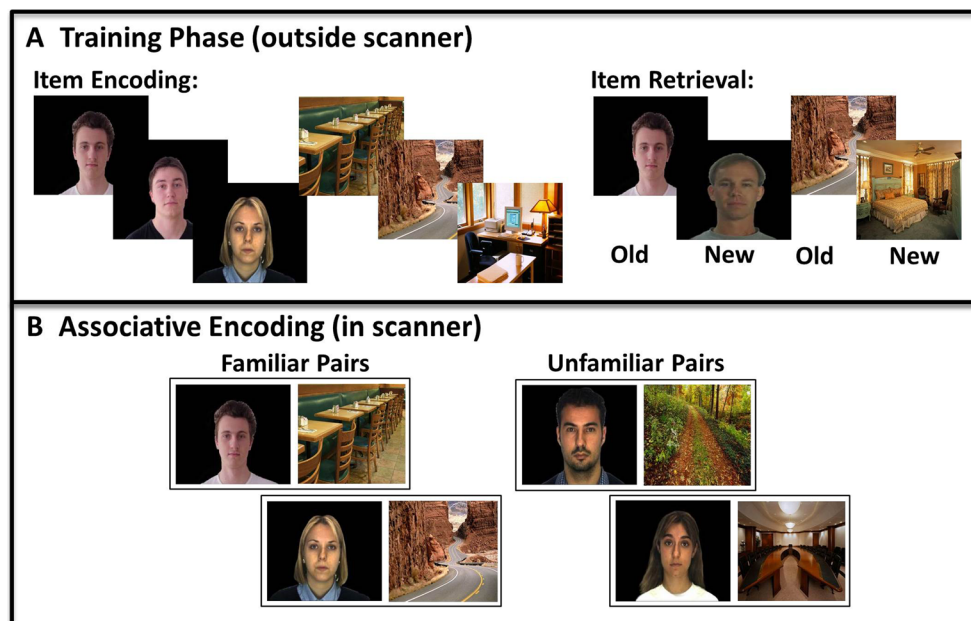 A Training Phase (outside scanner)
Item Encoding:
Item Retrieval:
Old New Old New
B Associative Encoding (in scanner)
Familiar Pairs
Unfamiliar Pairs